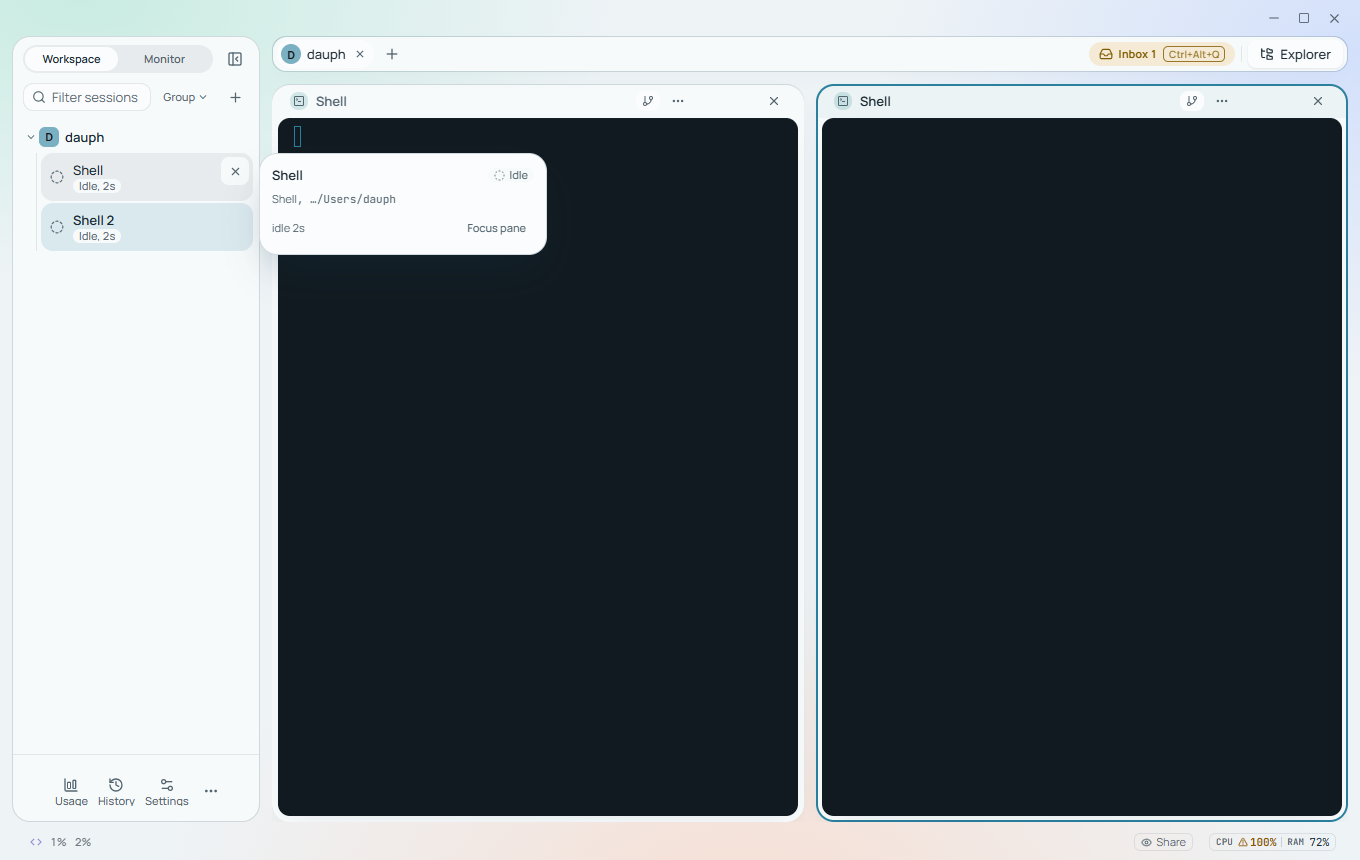 Workspace Monitor
D dauph
Inbox 1 Ctrl+Alt+Q
Explorer
Filter sessions Group
D dauph
Shell
Idle, 2s
Shell 2
Idle, 2s
Shell
Shell
Shell Idle
Shell, …/Users/dauph
idle 2s Focus pane
Usage History Settings
1% 2%
Share
CPU 100% RAM 72%